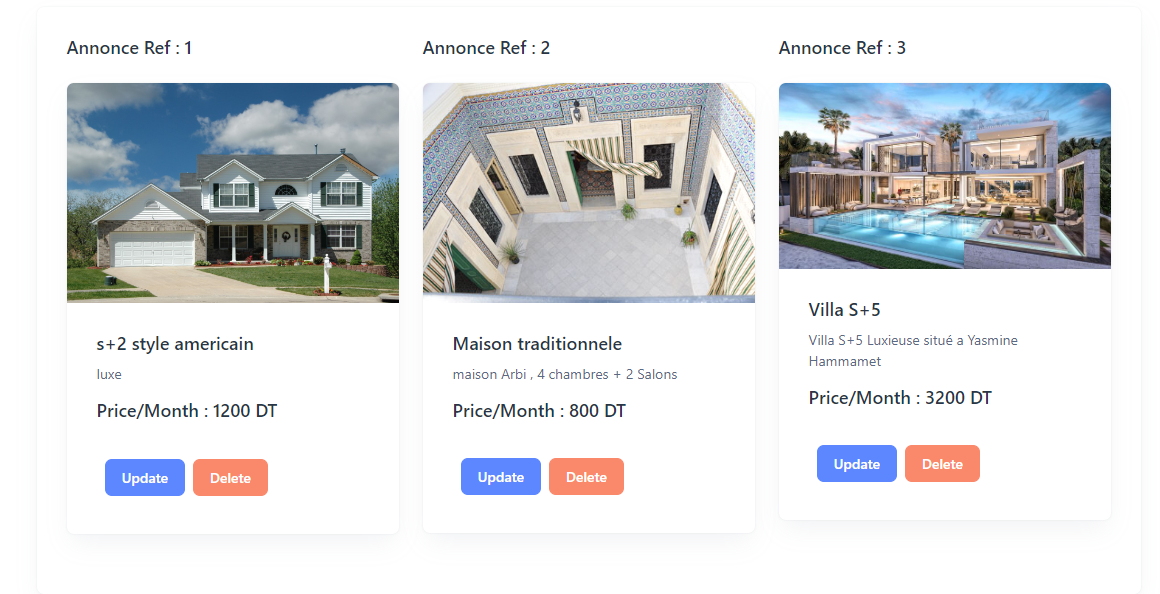 Annonce Ref : 1
s+2 style americain
luxe
Price/Month : 1200 DT
Update Delete
Annonce Ref : 2
Maison traditionnele
maison Arbi , 4 chambres + 2 Salons
Price/Month : 800 DT
Update Delete
Annonce Ref : 3
Villa S+5
Villa S+5 Luxieuse situé a Yasmine
Hammamet
Price/Month : 3200 DT
Update Delete